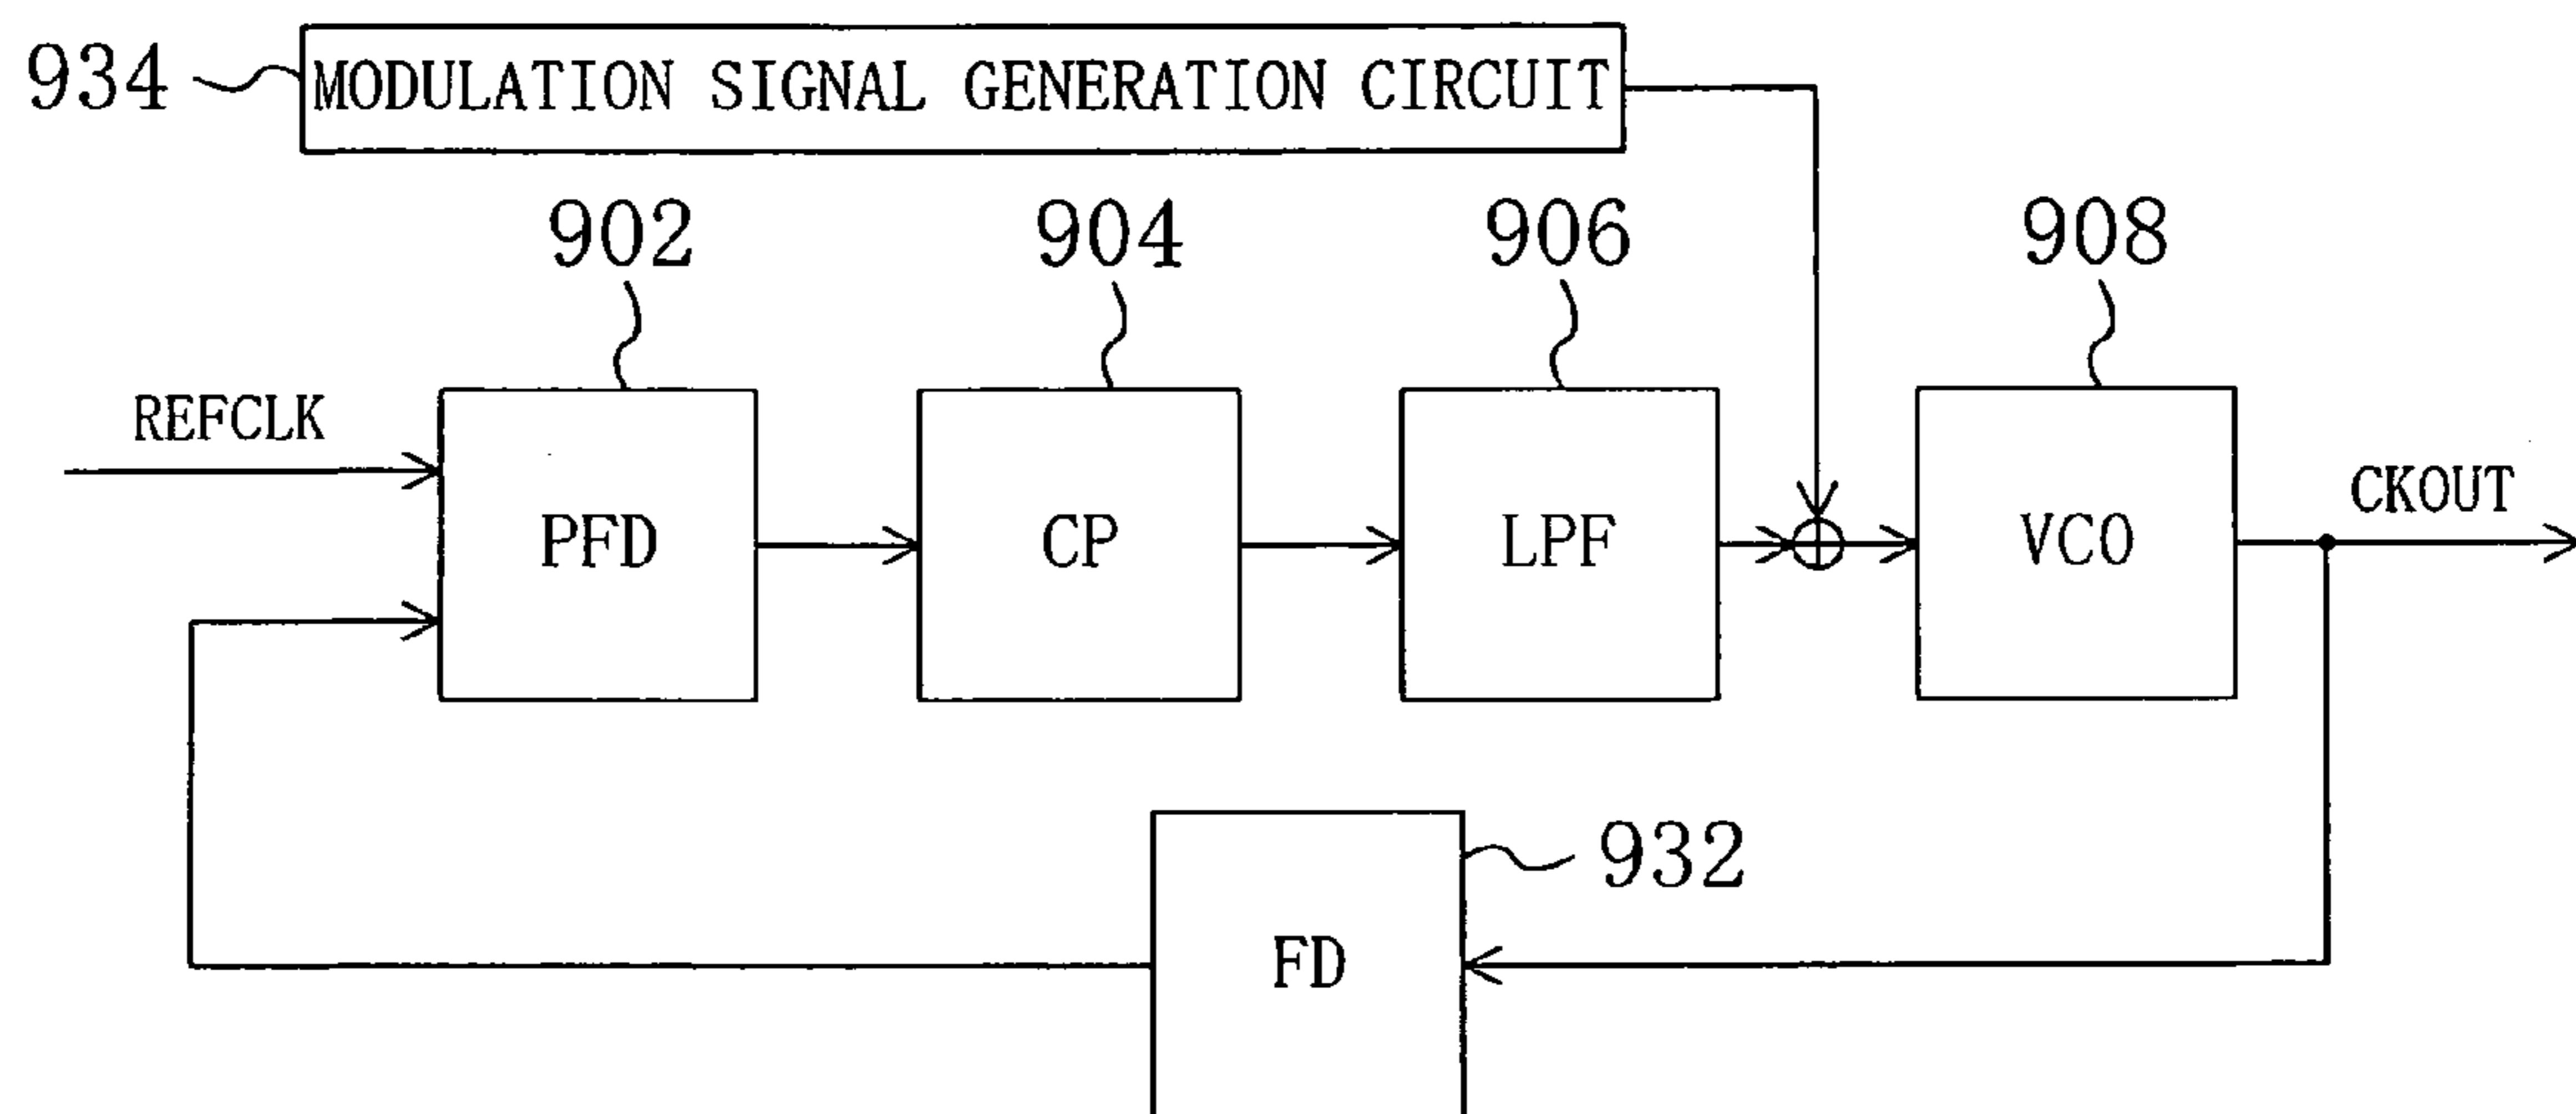 934
MODULATION SIGNAL GENERATION CIRCUIT
902
904
906
908
REFCLK
PFD
CP
LPF
VCO
CKOUT
932
FD